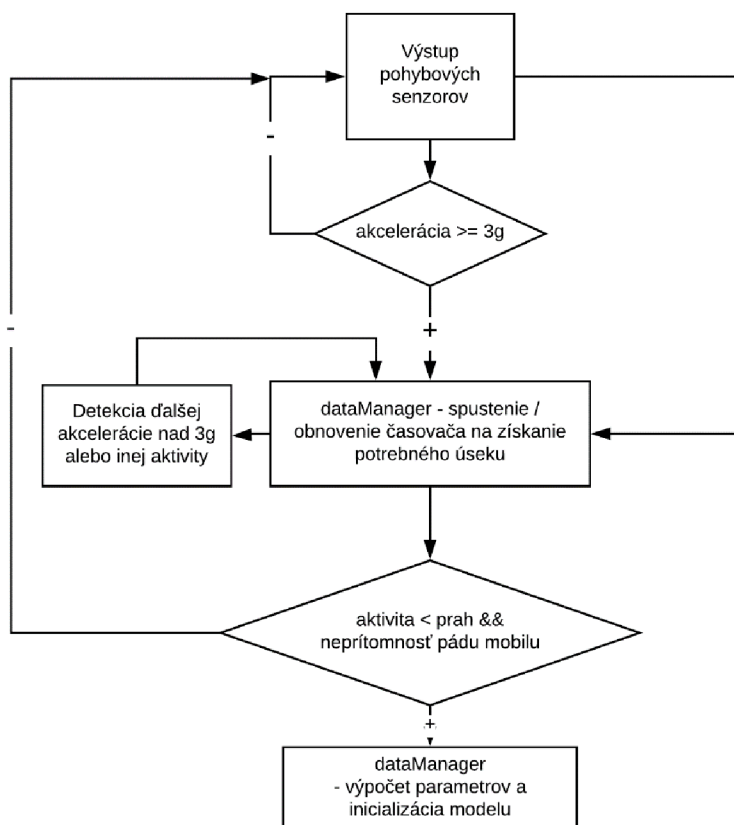 Výstup
pohybových
senzorov
-
akcelerácia >= 3g
+
-
Detekcia ďalšej
akcelerácie nad 3g
alebo inej aktivity
dataManager - spustenie /
obnovenie časovača na získanie
potrebného úseku
aktivita < prah &&
neprítomnosť pádu mobilu
+
dataManager
- výpočet parametrov a
inicializácia modelu